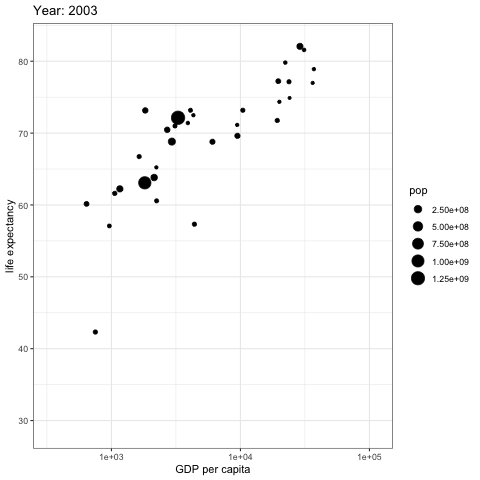 Year: 2003
80
70
60
50
40
30
life expectancy
1e+03
1e+04
1e+05
GDP per capita
pop
2.50e+08
5.00e+08
7.50e+08
1.00e+09
1.25e+09